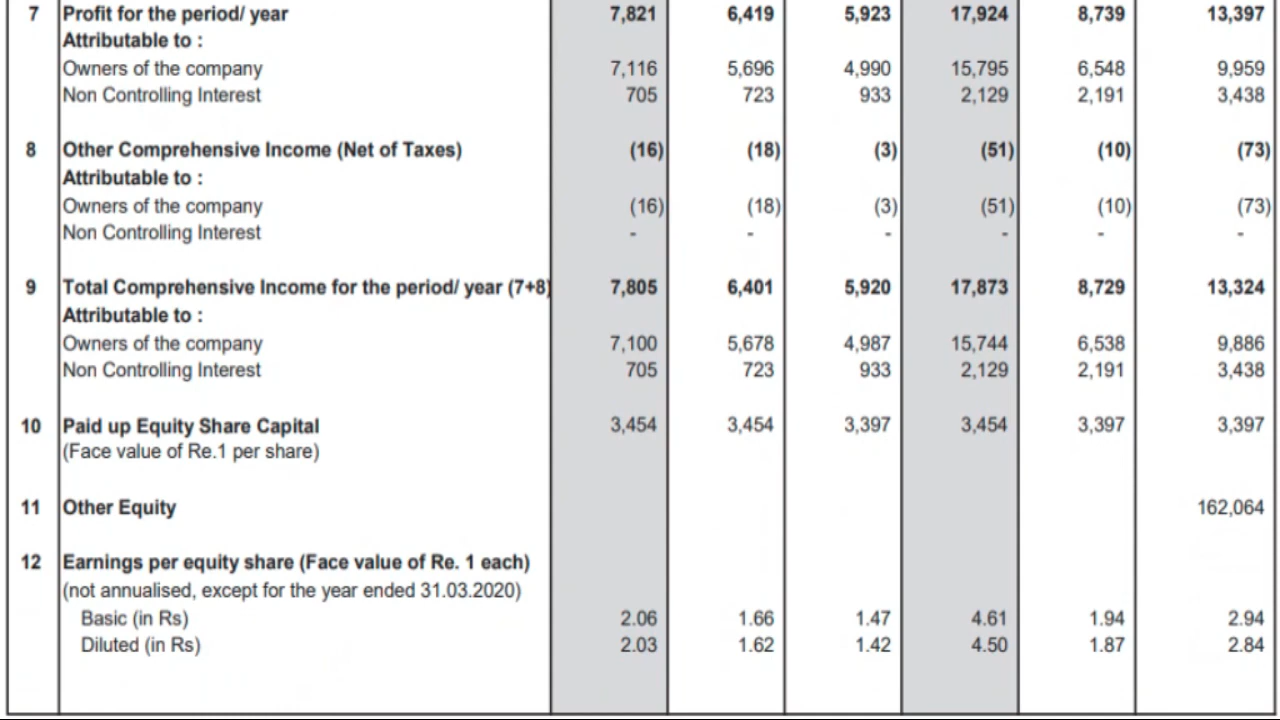 7 Profit for the period/ year 7,821 6,419 5,923 17,924 8,739 13,397
Attributable to :
Owners of the company 7,116 5,696 4,990 15,795 6,548 9,959
Non Controlling Interest 705 723 933 2,129 2,191 3,438
8 Other Comprehensive Income (Net of Taxes) (16) (18) (3) (51) (10) (73)
Attributable to :
Owners of the company (16) (18) (3) (51) (10) (73)
Non Controlling Interest - - - - - -
9 Total Comprehensive Income for the period/ year (7+8) 7,805 6,401 5,920 17,873 8,729 13,324
Attributable to :
Owners of the company 7,100 5,678 4,987 15,744 6,538 9,886
Non Controlling Interest 705 723 933 2,129 2,191 3,438
10 Paid up Equity Share Capital 3,454 3,454 3,397 3,454 3,397 3,397
(Face value of Re.1 per share)
11 Other Equity 162,064
12 Earnings per equity share (Face value of Re. 1 each)
(not annualised, except for the year ended 31.03.2020)
Basic (in Rs) 2.06 1.66 1.47 4.61 1.94 2.94
Diluted (in Rs) 2.03 1.62 1.42 4.50 1.87 2.84